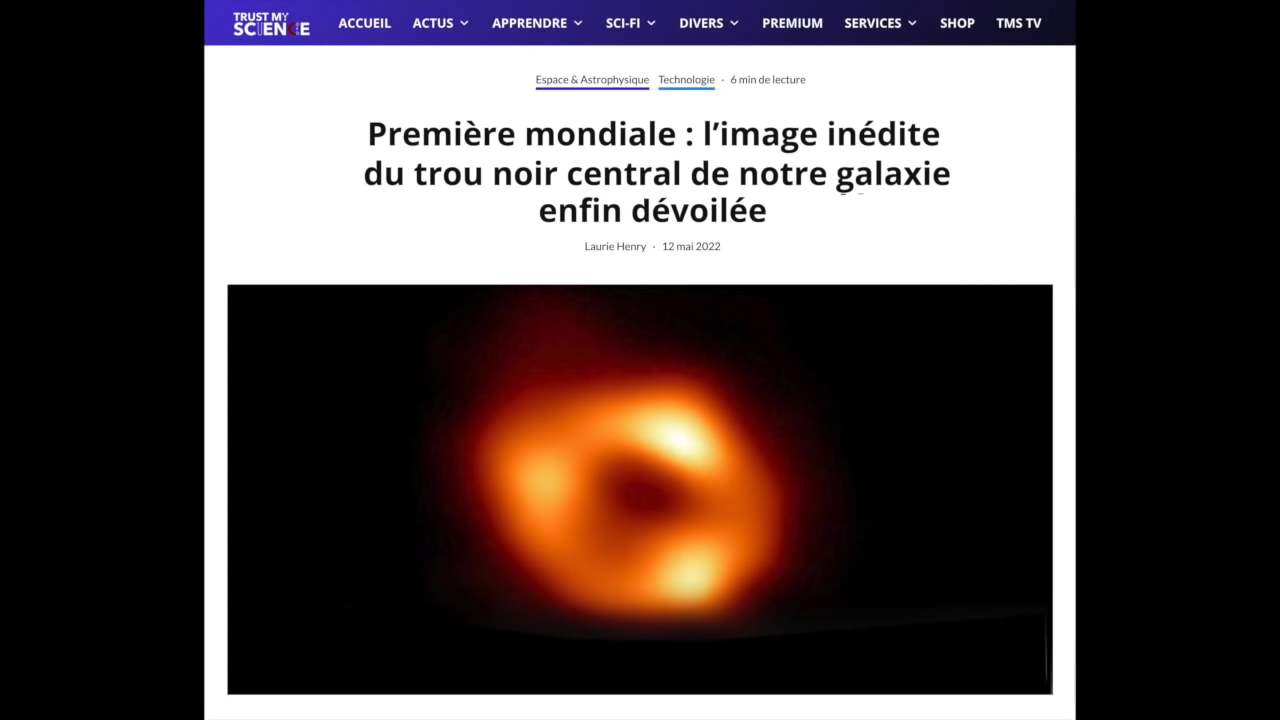 TRUST MY
SCIENCE
ACCUEIL ACTUS APPRENDRE SCI-FI DIVERS PREMIUM SERVICES SHOP TMS TV
Espace & Astrophysique Technologie · 6 min de lecture
Première mondiale : l’image inédite
du trou noir central de notre galaxie
enfin dévoilée
Laurie Henry · 12 mai 2022